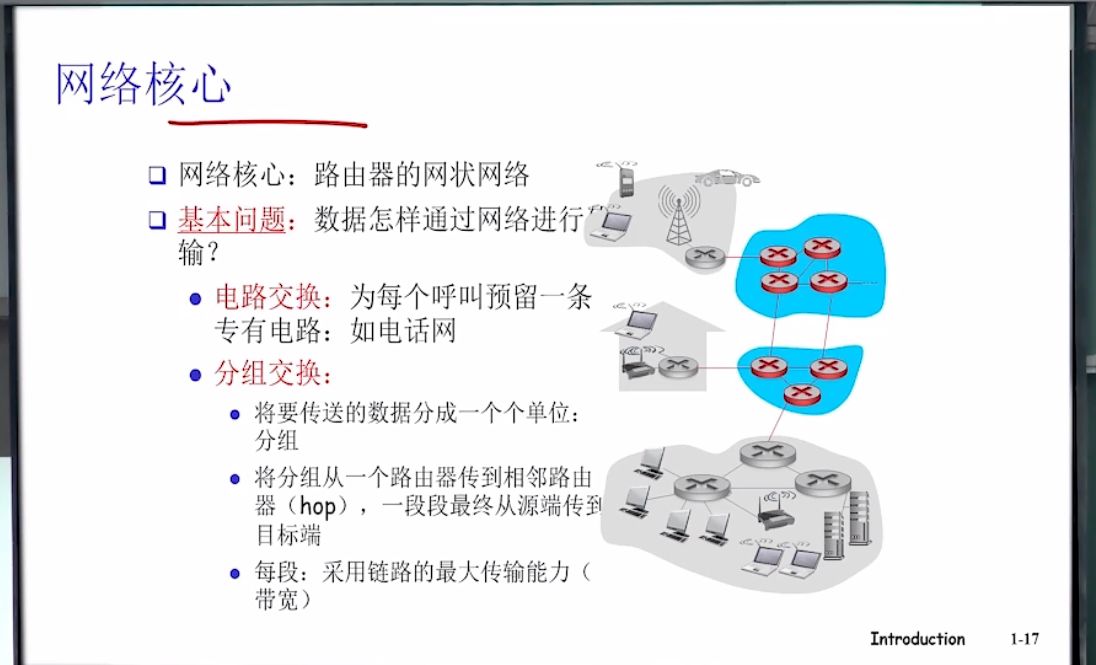 网络核心
❑ 网络核心：路由器的网状网络
❑ 基本问题：数据怎样通过网络进行
输？
• 电路交换：为每个呼叫预留一条
专有电路：如电话网
• 分组交换：
• 将要传送的数据分成一个个单位：
分组
• 将分组从一个路由器传到相邻路由
器（hop），一段段最终从源端传到
目标端
• 每段：采用链路的最大传输能力（
带宽）
Introduction 1-17